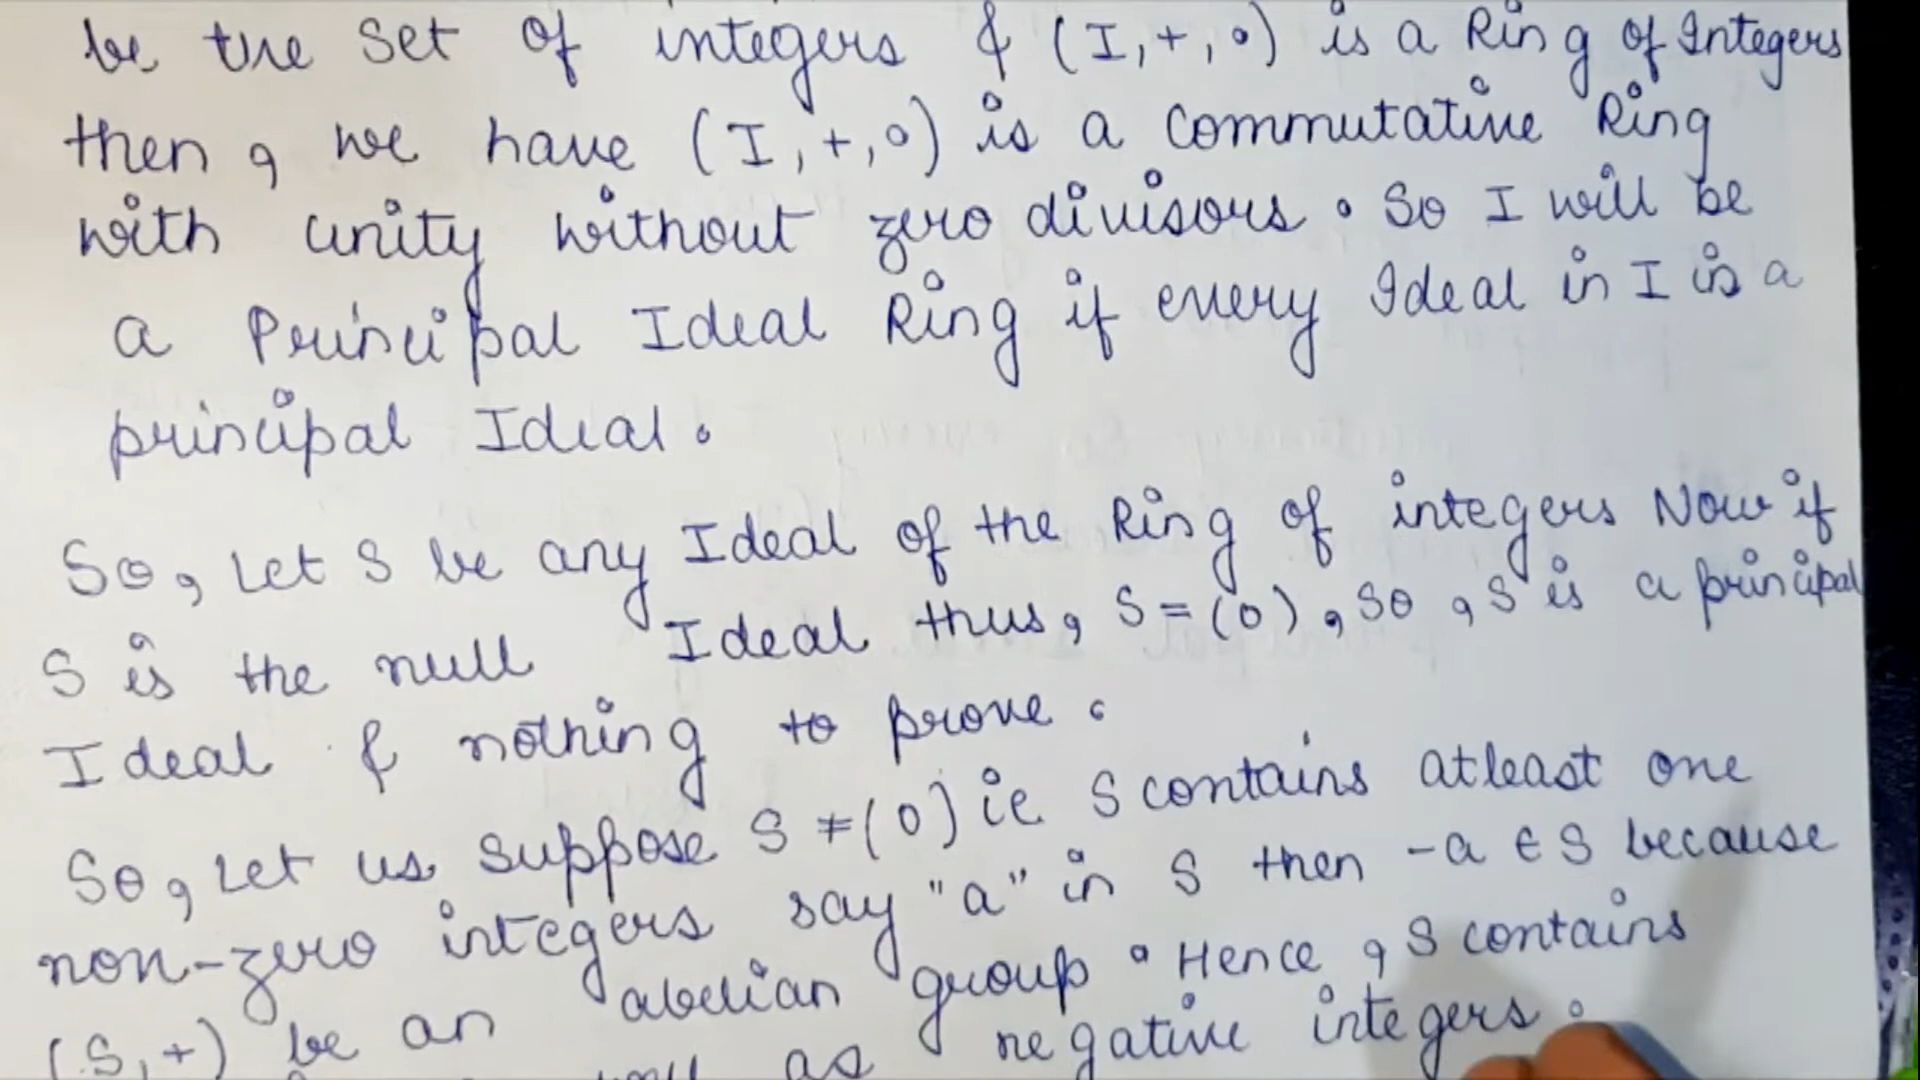 be the set of integers & (I, +, ∘) is a Ring of Integers
then, we have (I, +, ∘) is a commutative Ring
with unity without zero divisors. So I will be
a Principal Ideal Ring if every Ideal in I is a
principal Ideal.
So, Let S be any Ideal of the Ring of integers Now if
S is the null Ideal thus, S = (0), So, S is a principal
Ideal & nothing to prove.
So, Let us suppose S ≠ (0) ie S contains atleast one
non-zero integers say "a" in S then -a ∈ S because
(S, +) be an abelian group. Hence, S contains
as negative integers.